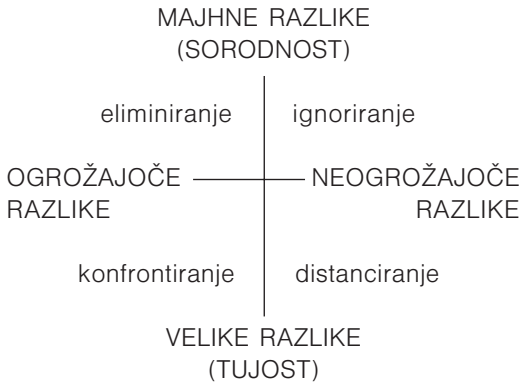 MAJHNE RAZLIKE
(SORODNOST)
eliminiranje ignoriranje
OGROŽAJOČE NEOGROŽAJOČE
RAZLIKE RAZLIKE
konfrontiranje distanciranje
VELIKE RAZLIKE
(TUJOST)